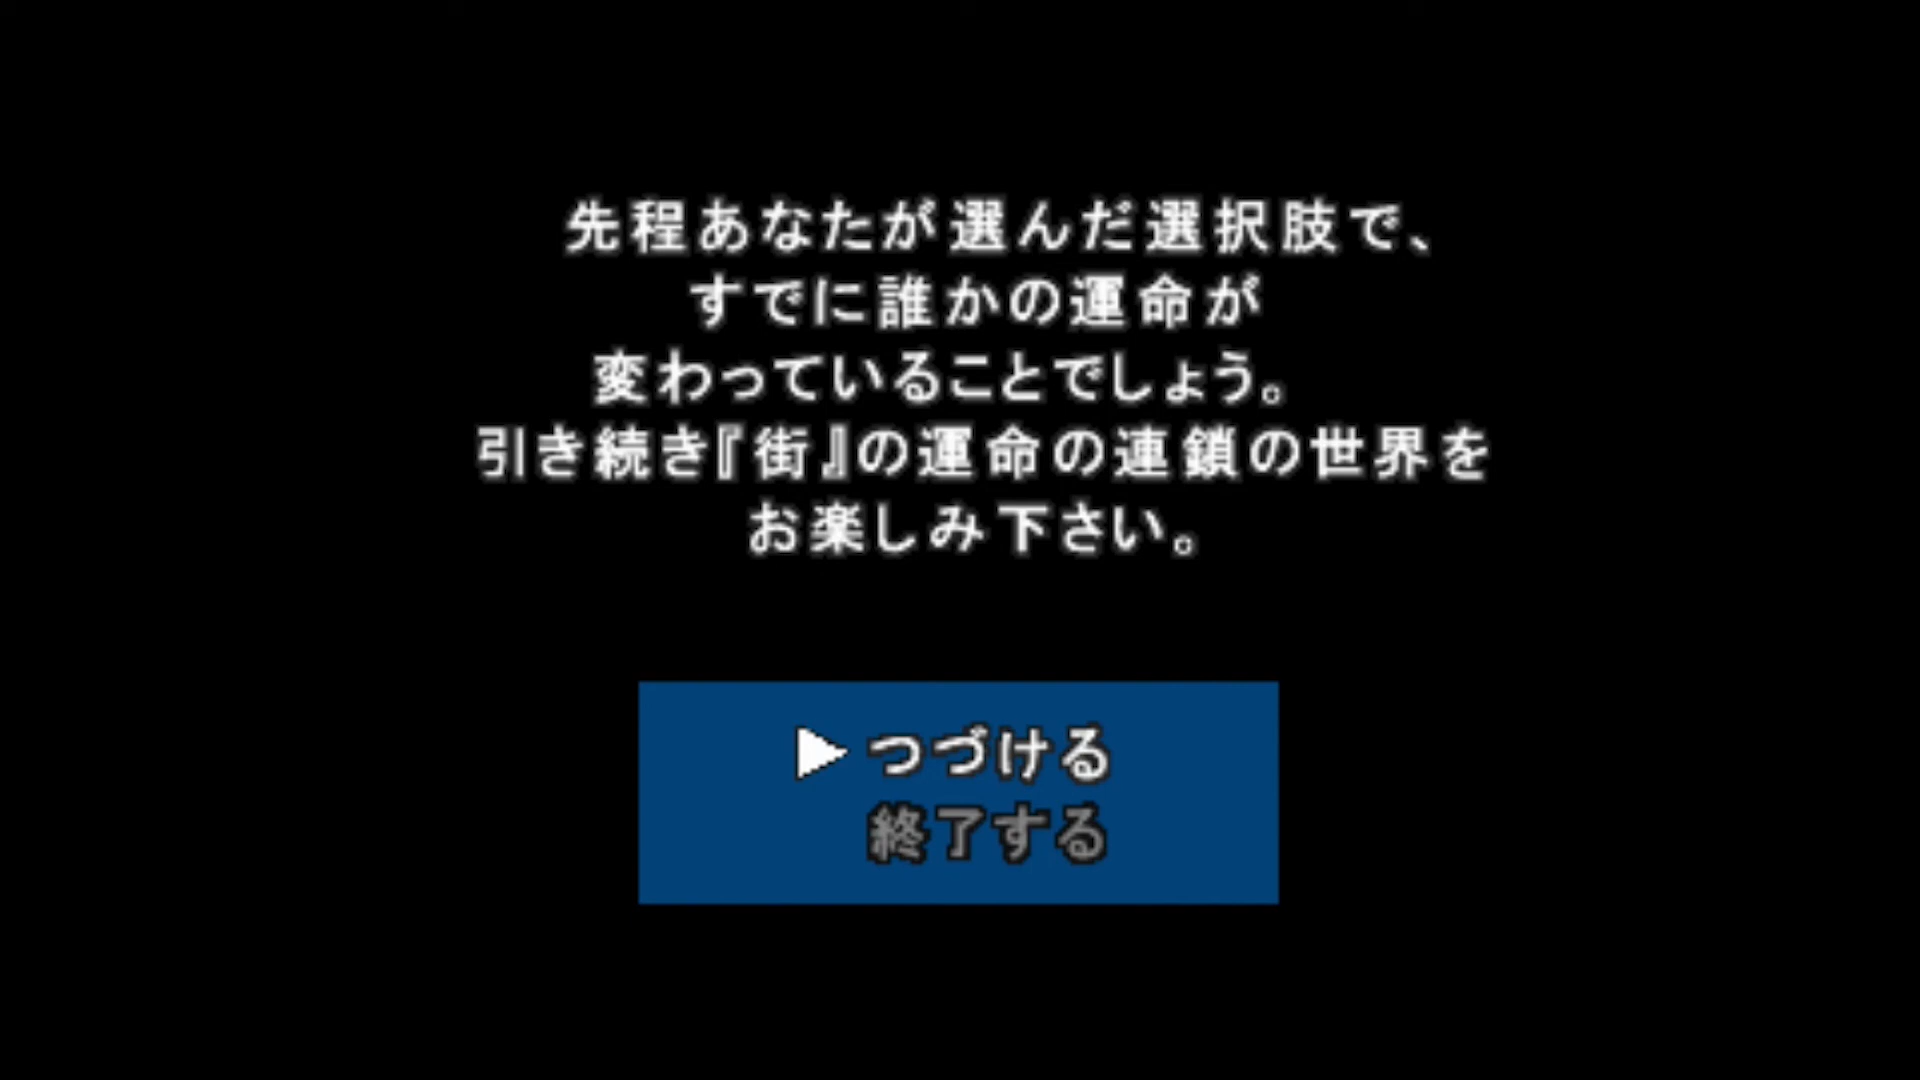 先程あなたが選んだ選択肢で、
すでに誰かの運命が
変わっていることでしょう。
引き続き『街』の運命の連鎖の世界を
お楽しみ下さい。
▶つづける
終了する